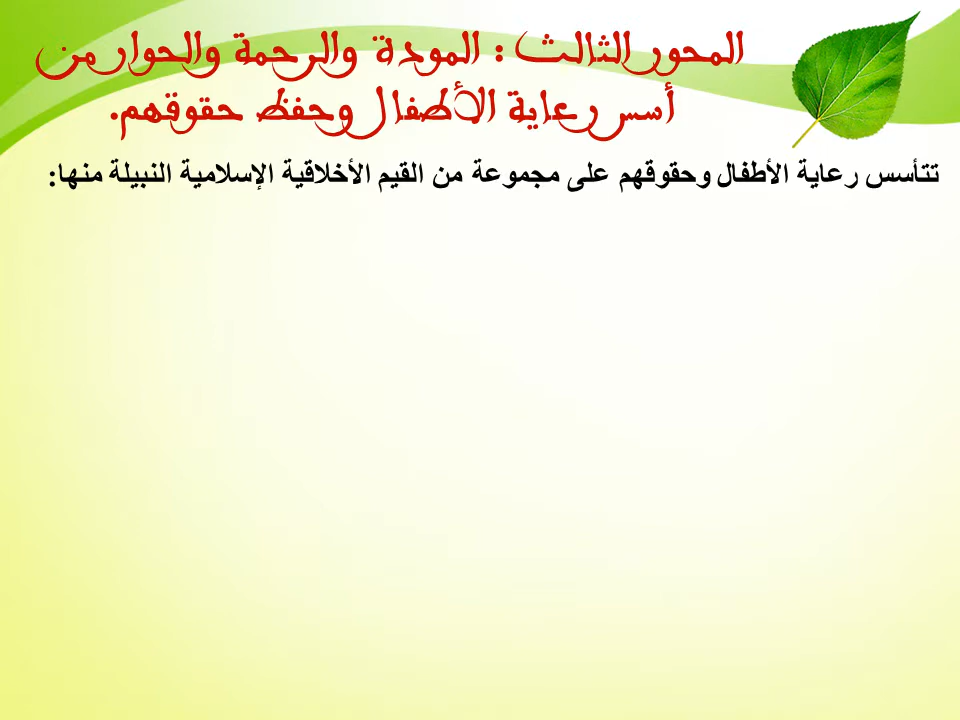 المحور الثالث: المودة والرحمة والحوار من
أسس رعاية الأطفال وحفظ حقوقهم.
تتأسس رعاية الأطفال وحقوقهم على مجموعة من القيم الأخلاقية الإسلامية النبيلة منها: